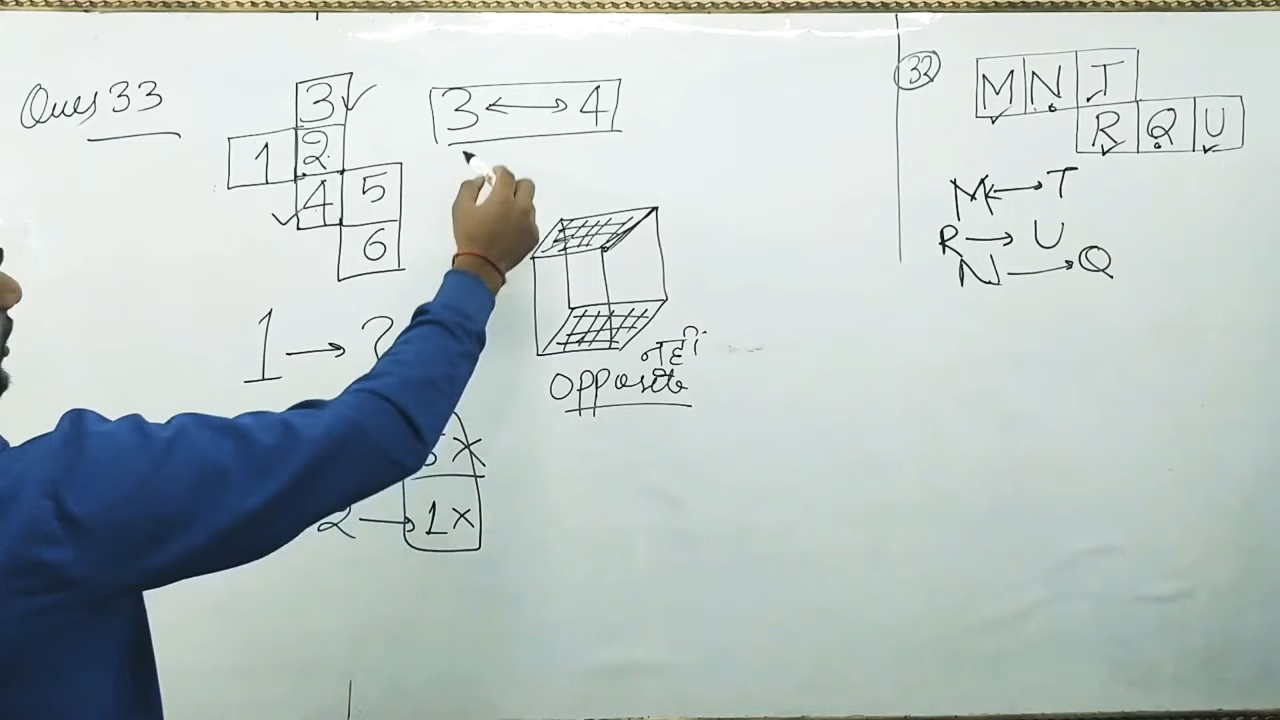 Ques 33
3
1 2
4 5
6
3 ↔ 4
1 → ?
X
2 → 1 X
नहीं
opposite
32
M N T
R Q U
M ↔ T
R → U
N → Q